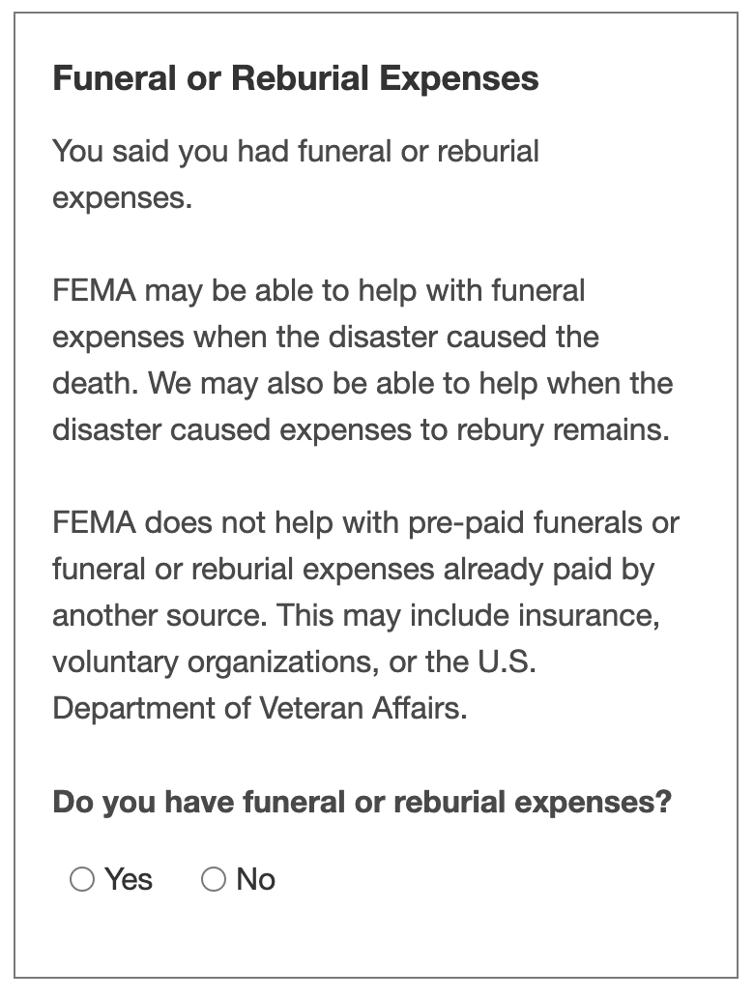 Funeral or Reburial Expenses
You said you had funeral or reburial
expenses.
FEMA may be able to help with funeral
expenses when the disaster caused the
death. We may also be able to help when the
disaster caused expenses to rebury remains.
FEMA does not help with pre-paid funerals or
funeral or reburial expenses already paid by
another source. This may include insurance,
voluntary organizations, or the U.S.
Department of Veteran Affairs.
Do you have funeral or reburial expenses?
Yes No